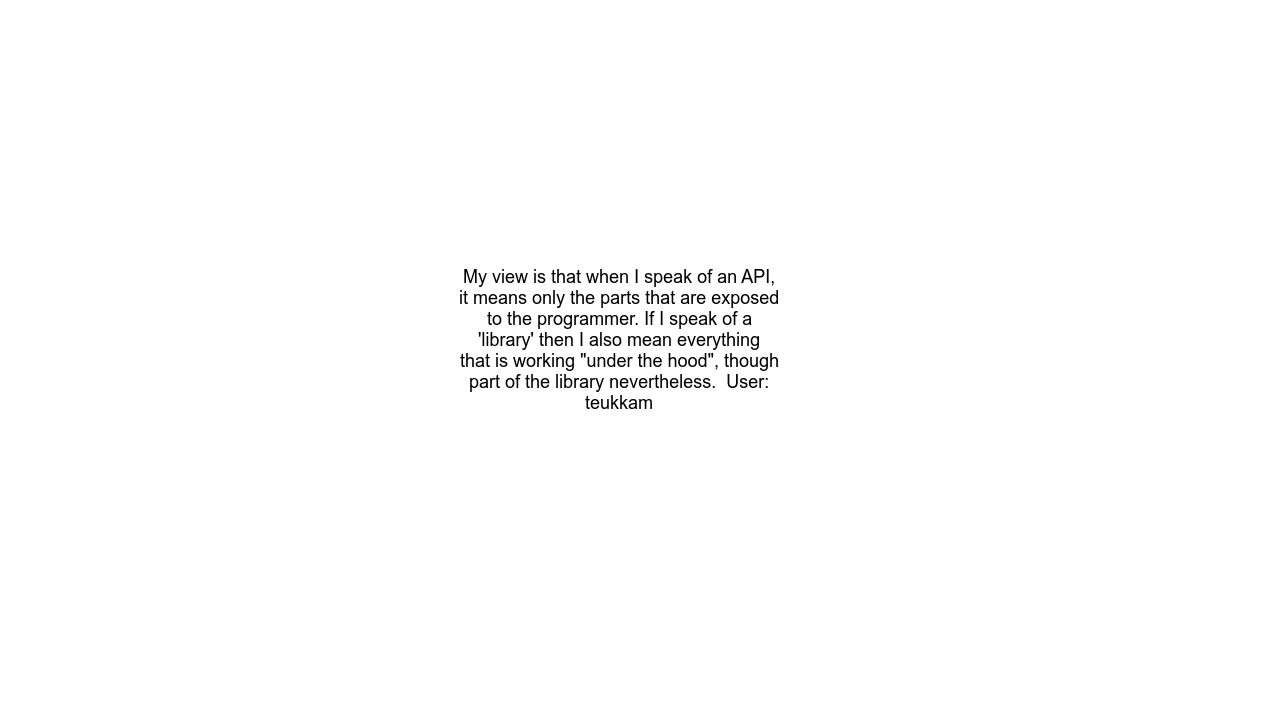 My view is that when I speak of an API,
it means only the parts that are exposed
to the programmer. If I speak of a
'library' then I also mean everything
that is working "under the hood", though
part of the library nevertheless.  User:
teukkam